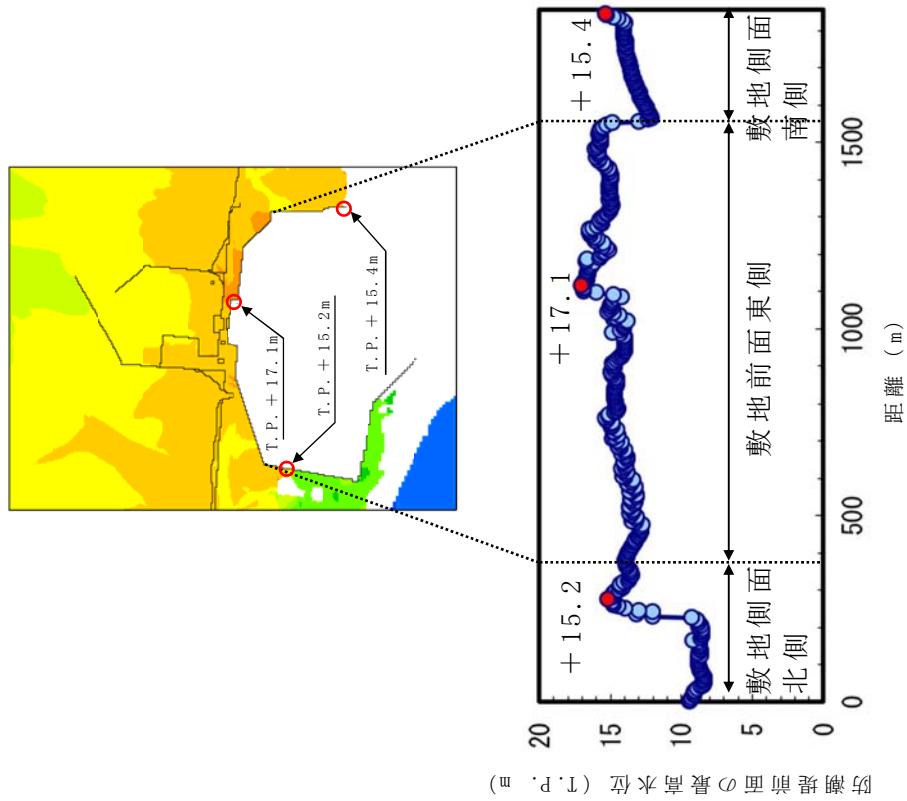 T.P.+17.1m
T.P.+15.2m
T.P.+15.4m
防潮堤前面の最高水位 (T.P. m)
20
15
10
5
0
+15.2
+17.1
+15.4
敷地側面
北側
敷地前面東側
敷地側面
南側
0
500
1000
1500
距離 (m)